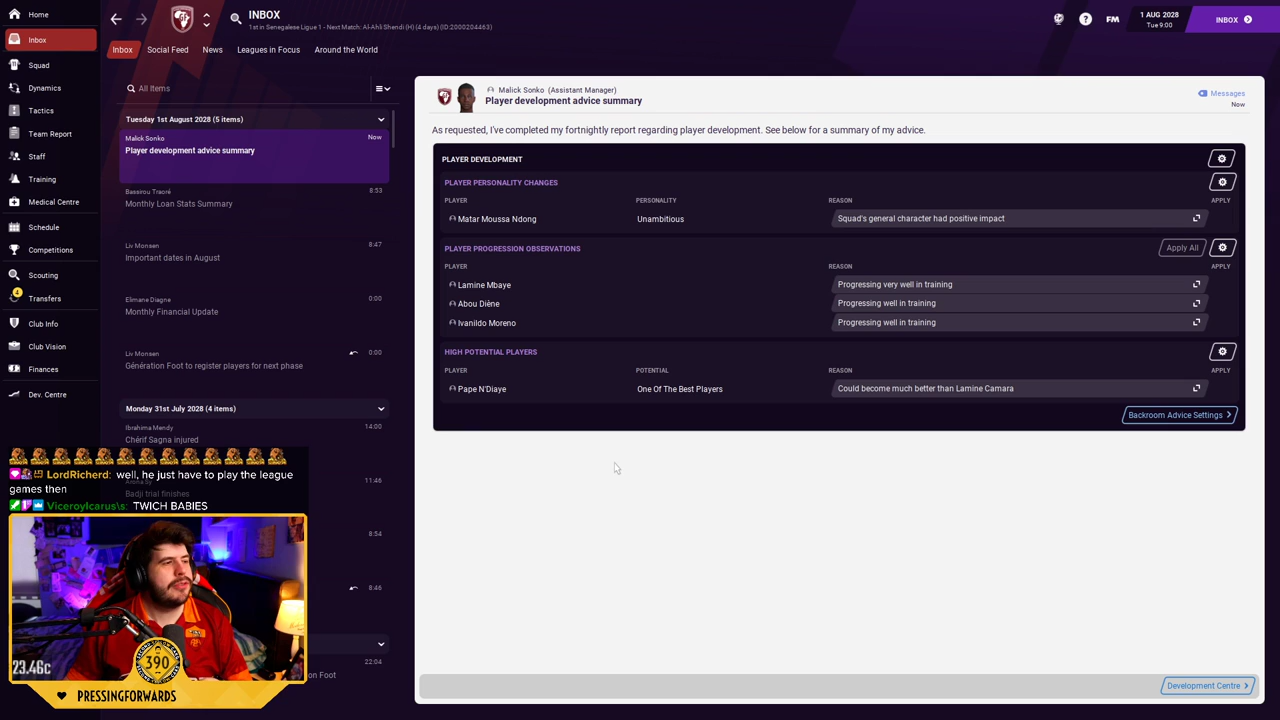 Home
Inbox
Squad
Dynamics
Tactics
Team Report
Staff
Training
Medical Centre
Schedule
Competitions
Scouting
4
Transfers
Club Info
Club Vision
Finances
Dev. Centre
INBOX
1st in Senegalese Ligue 1 - Next Match: Al-Ahli Shendi (H) (4 days) (ID:2000204463)
?
FM
1 AUG 2028
Tue 9:00
INBOX
Inbox
Social Feed
News
Leagues in Focus
Around the World
All Items
Tuesday 1st August 2028 (5 items)
Malick Sonko
Now
Player development advice summary
Bassirou Traoré
8:53
Monthly Loan Stats Summary
Liv Monsen
8:47
Important dates in August
Elimane Diagne
0:00
Monthly Financial Update
Liv Monsen
0:00
Génération Foot to register players for next phase
Monday 31st July 2028 (4 items)
Ibrahima Mendy
14:00
Chérif Sagna injured
11:46
Badji trial finishes
8:54
8:46
22:04
on Foot
Malick Sonko (Assistant Manager)
Player development advice summary
Messages
Now
As requested, I've completed my fortnightly report regarding player development. See below for a summary of my advice.
PLAYER DEVELOPMENT
PLAYER PERSONALITY CHANGES
PLAYER PERSONALITY REASON APPLY
Matar Moussa Ndong Unambitious Squad's general character had positive impact
PLAYER PROGRESSION OBSERVATIONS
Apply All
PLAYER REASON APPLY
Lamine Mbaye Progressing very well in training
Abou Diène Progressing well in training
Ivanildo Moreno Progressing well in training
HIGH POTENTIAL PLAYERS
PLAYER POTENTIAL REASON APPLY
Pape N'Diaye One Of The Best Players Could become much better than Lamine Camara
Backroom Advice Settings
Development Centre
LordRicherd: well, he just have to play the league
games then
ViceroyIcarus\s: TWICH BABIES
23.46c
390
PRESSINGFORWARDS